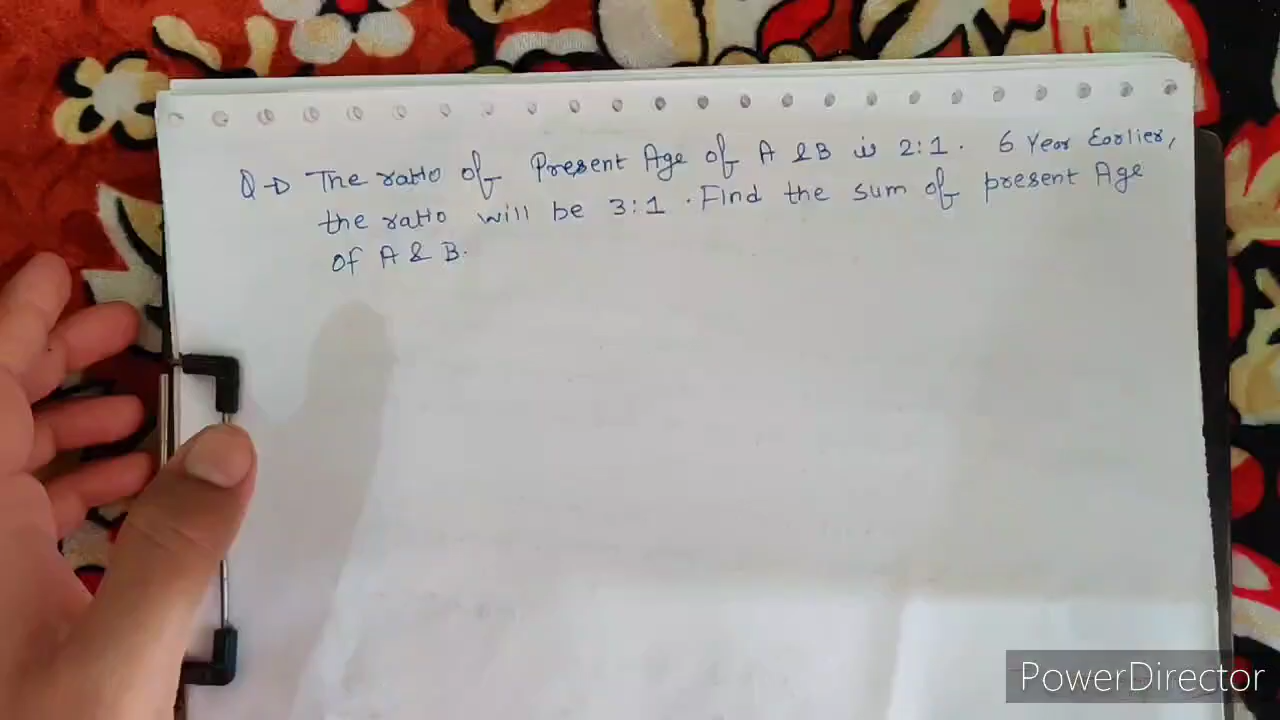 Q → The ratio of Present Age of A & B is 2:1. 6 Year Earlier,
the ratio will be 3:1. Find the sum of present Age
of A & B.
PowerDirector